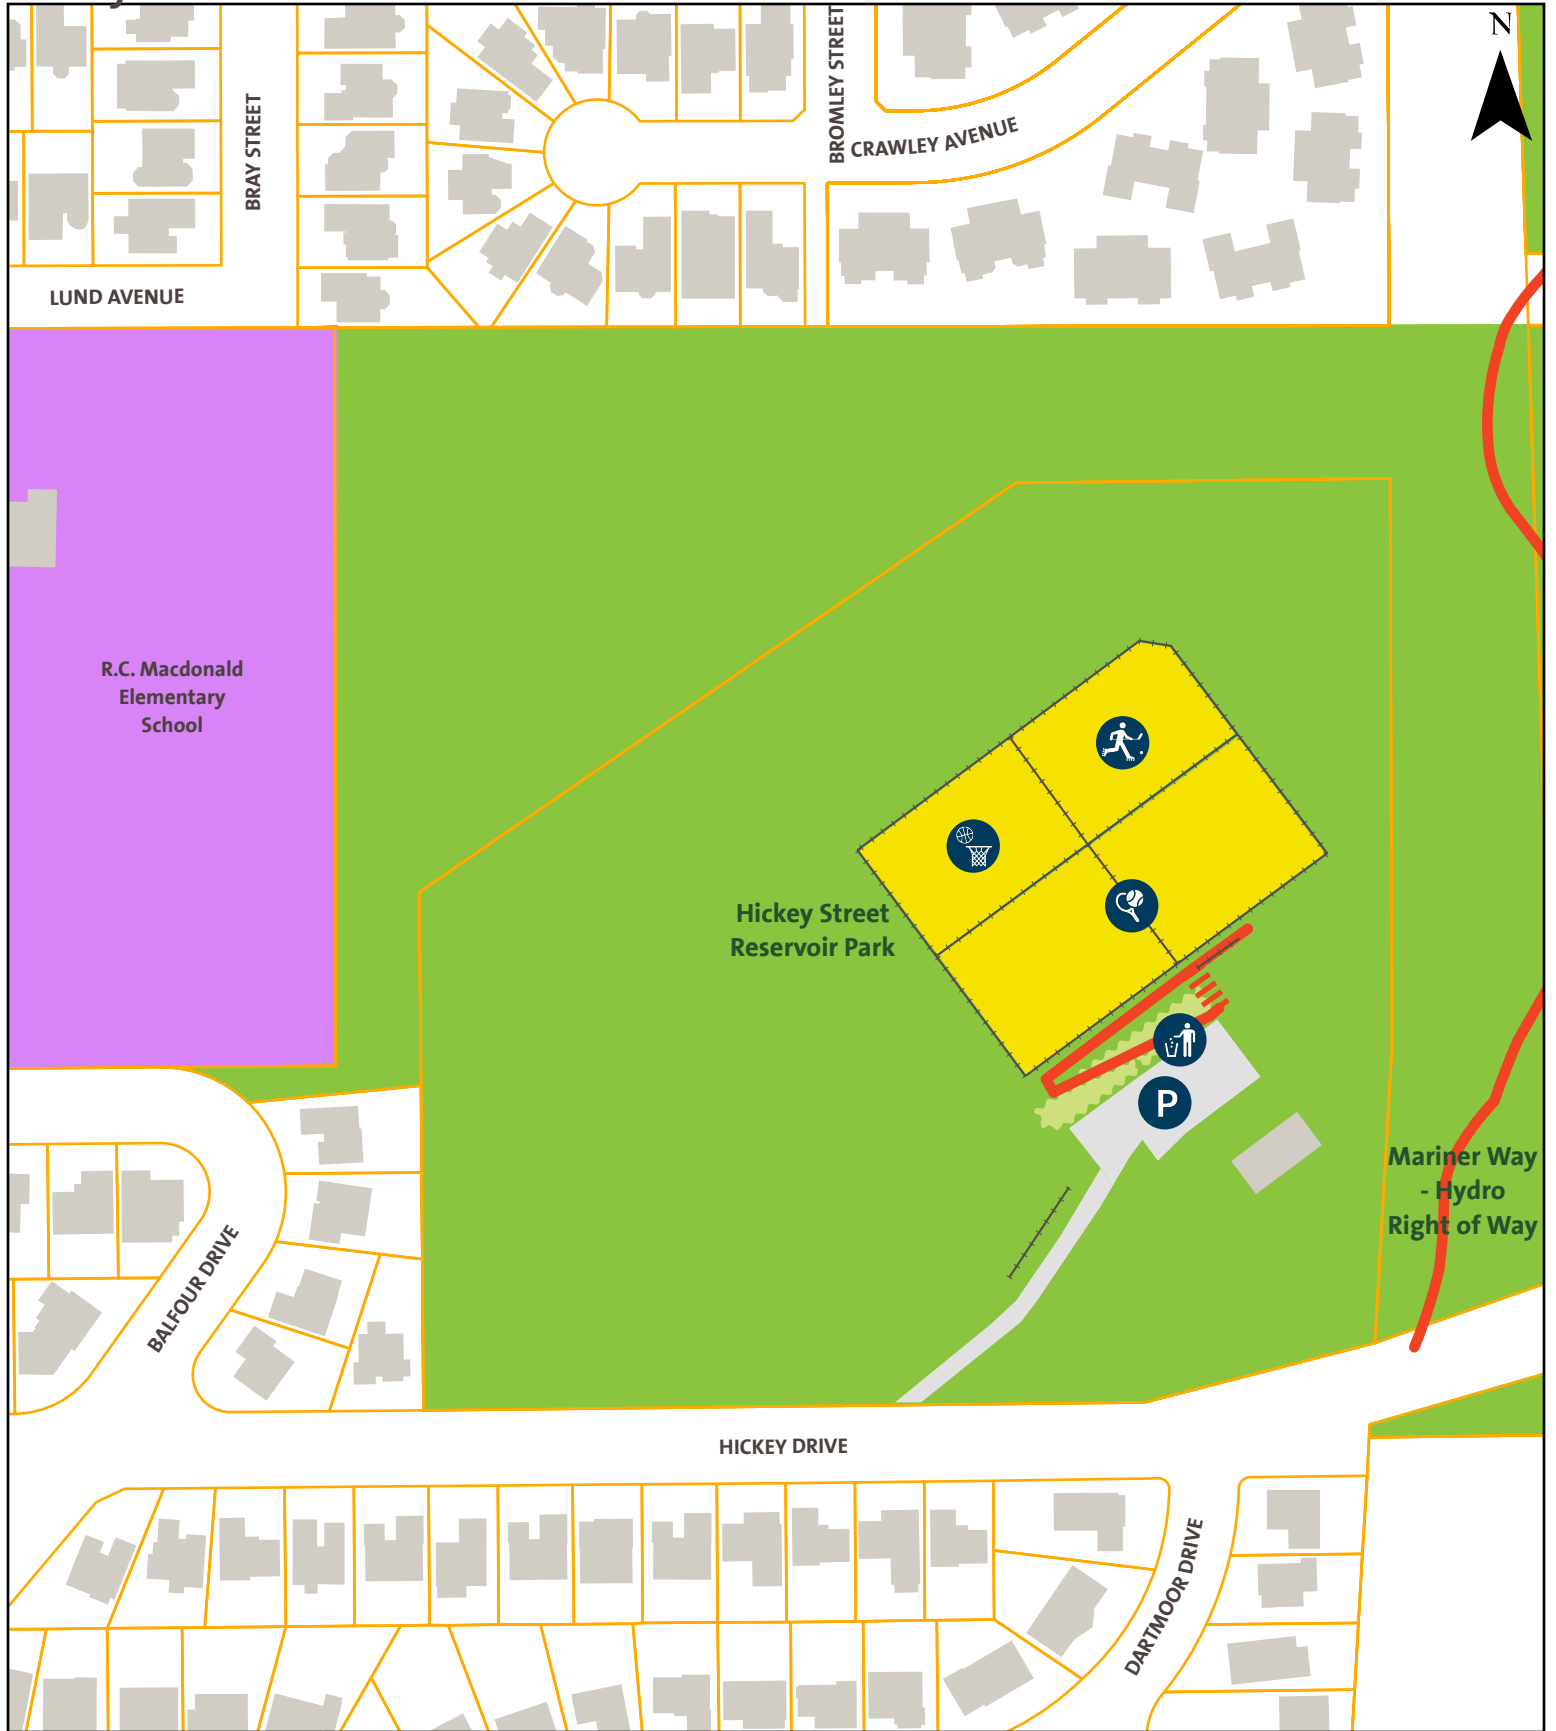 N
BROMLEY STREET
BRAY STREET
CRAWLEY AVENUE
LUND AVENUE
R.C. Macdonald
Elementary
School
Hickey Street
Reservoir Park
P
Mariner Way
- Hydro
Right of Way
BALFOUR DRIVE
HICKEY DRIVE
DARTMOOR DRIVE